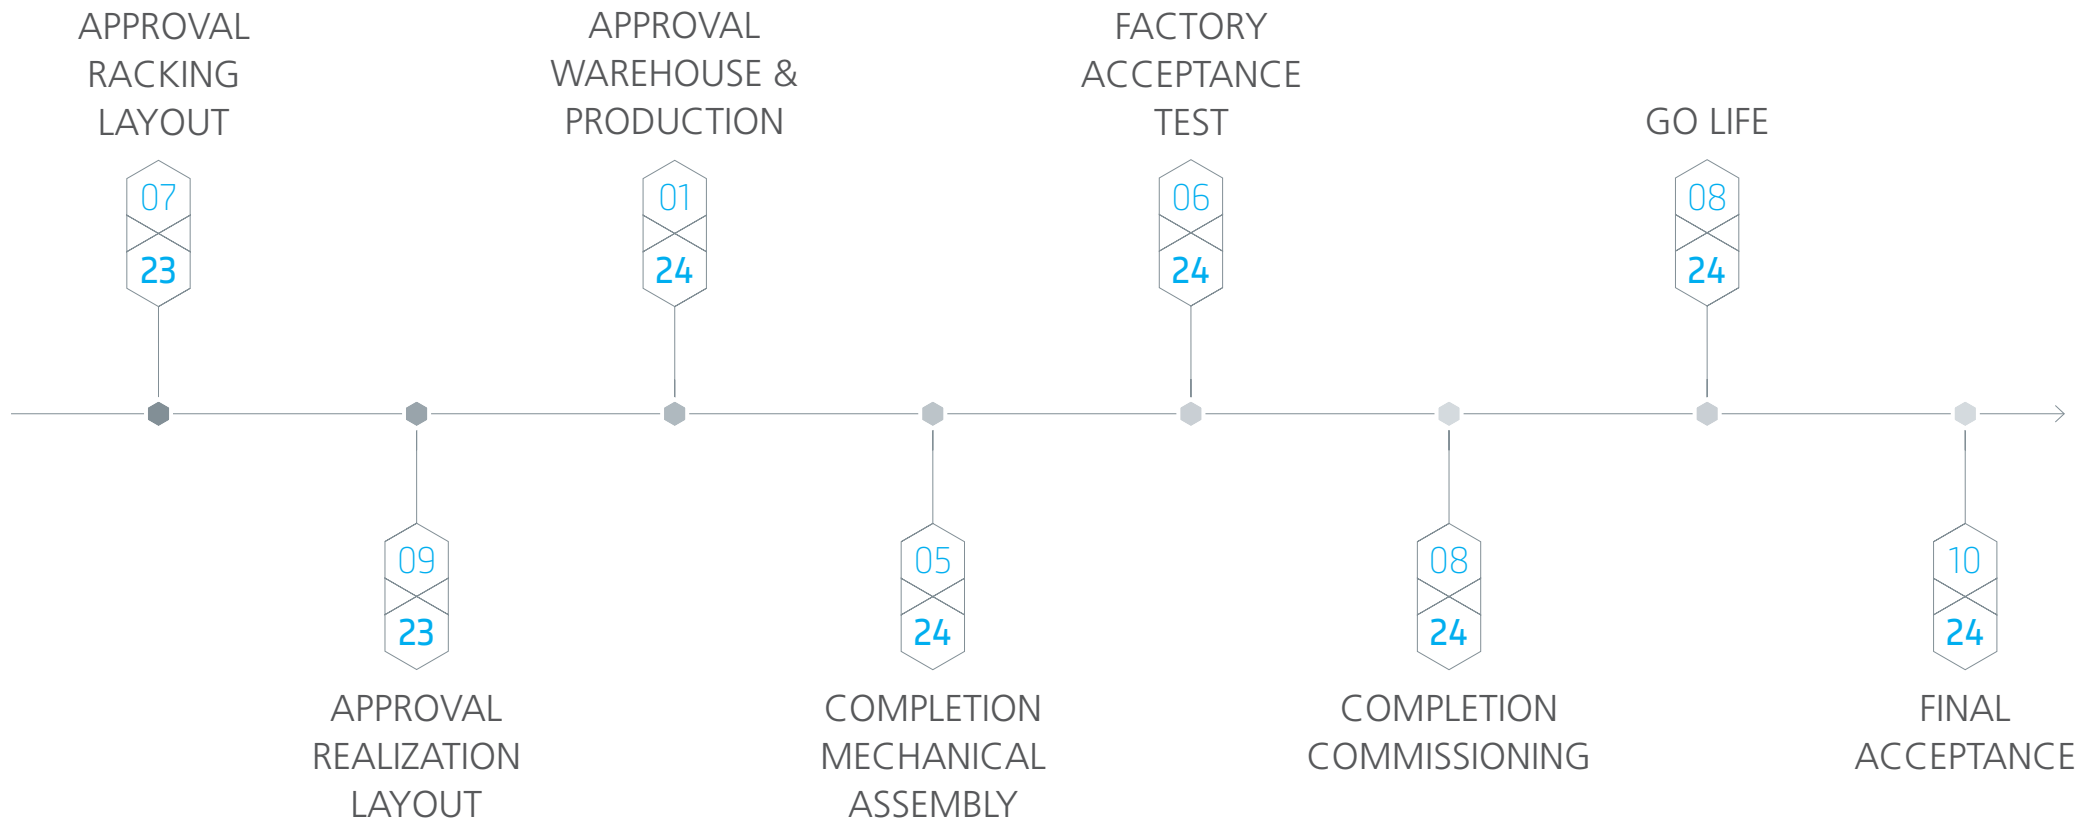 APPROVAL
RACKING
LAYOUT
07
23
APPROVAL
REALIZATION
LAYOUT
09
23
APPROVAL
WAREHOUSE &
PRODUCTION
01
24
COMPLETION
MECHANICAL
ASSEMBLY
05
24
FACTORY
ACCEPTANCE
TEST
06
24
COMPLETION
COMMISSIONING
08
24
GO LIFE
08
24
FINAL
ACCEPTANCE
10
24